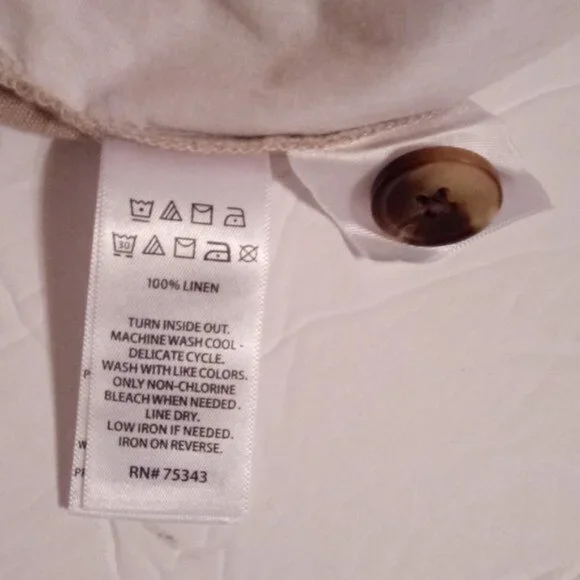 30
100% LINEN
TURN INSIDE OUT.
MACHINE WASH COOL -
DELICATE CYCLE.
WASH WITH LIKE COLORS.
ONLY NON-CHLORINE
BLEACH WHEN NEEDED.
LINE DRY.
LOW IRON IF NEEDED.
IRON ON REVERSE.
RN# 75343